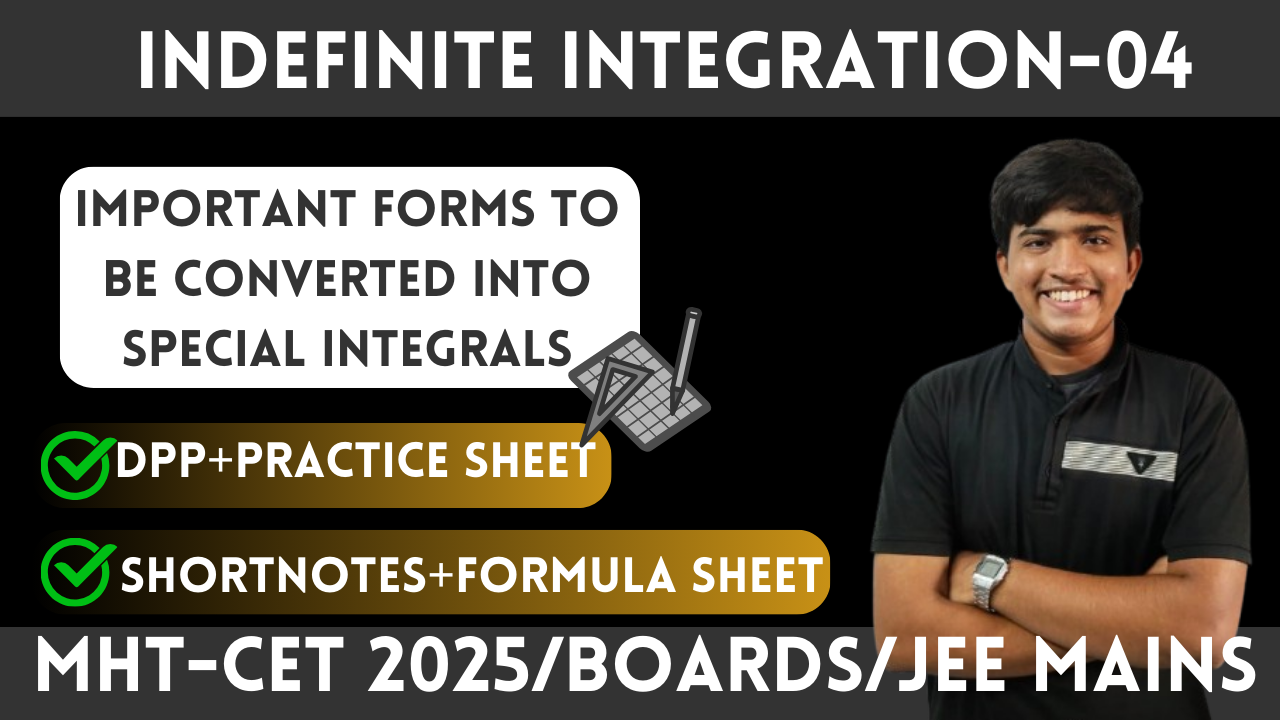 INDEFINITE INTEGRATION-04
IMPORTANT FORMS TO
BE CONVERTED INTO
SPECIAL INTEGRALS
DPP+PRACTICE SHEET
SHORTNOTES+FORMULA SHEET
MHT-CET 2025/BOARDS/JEE MAINS